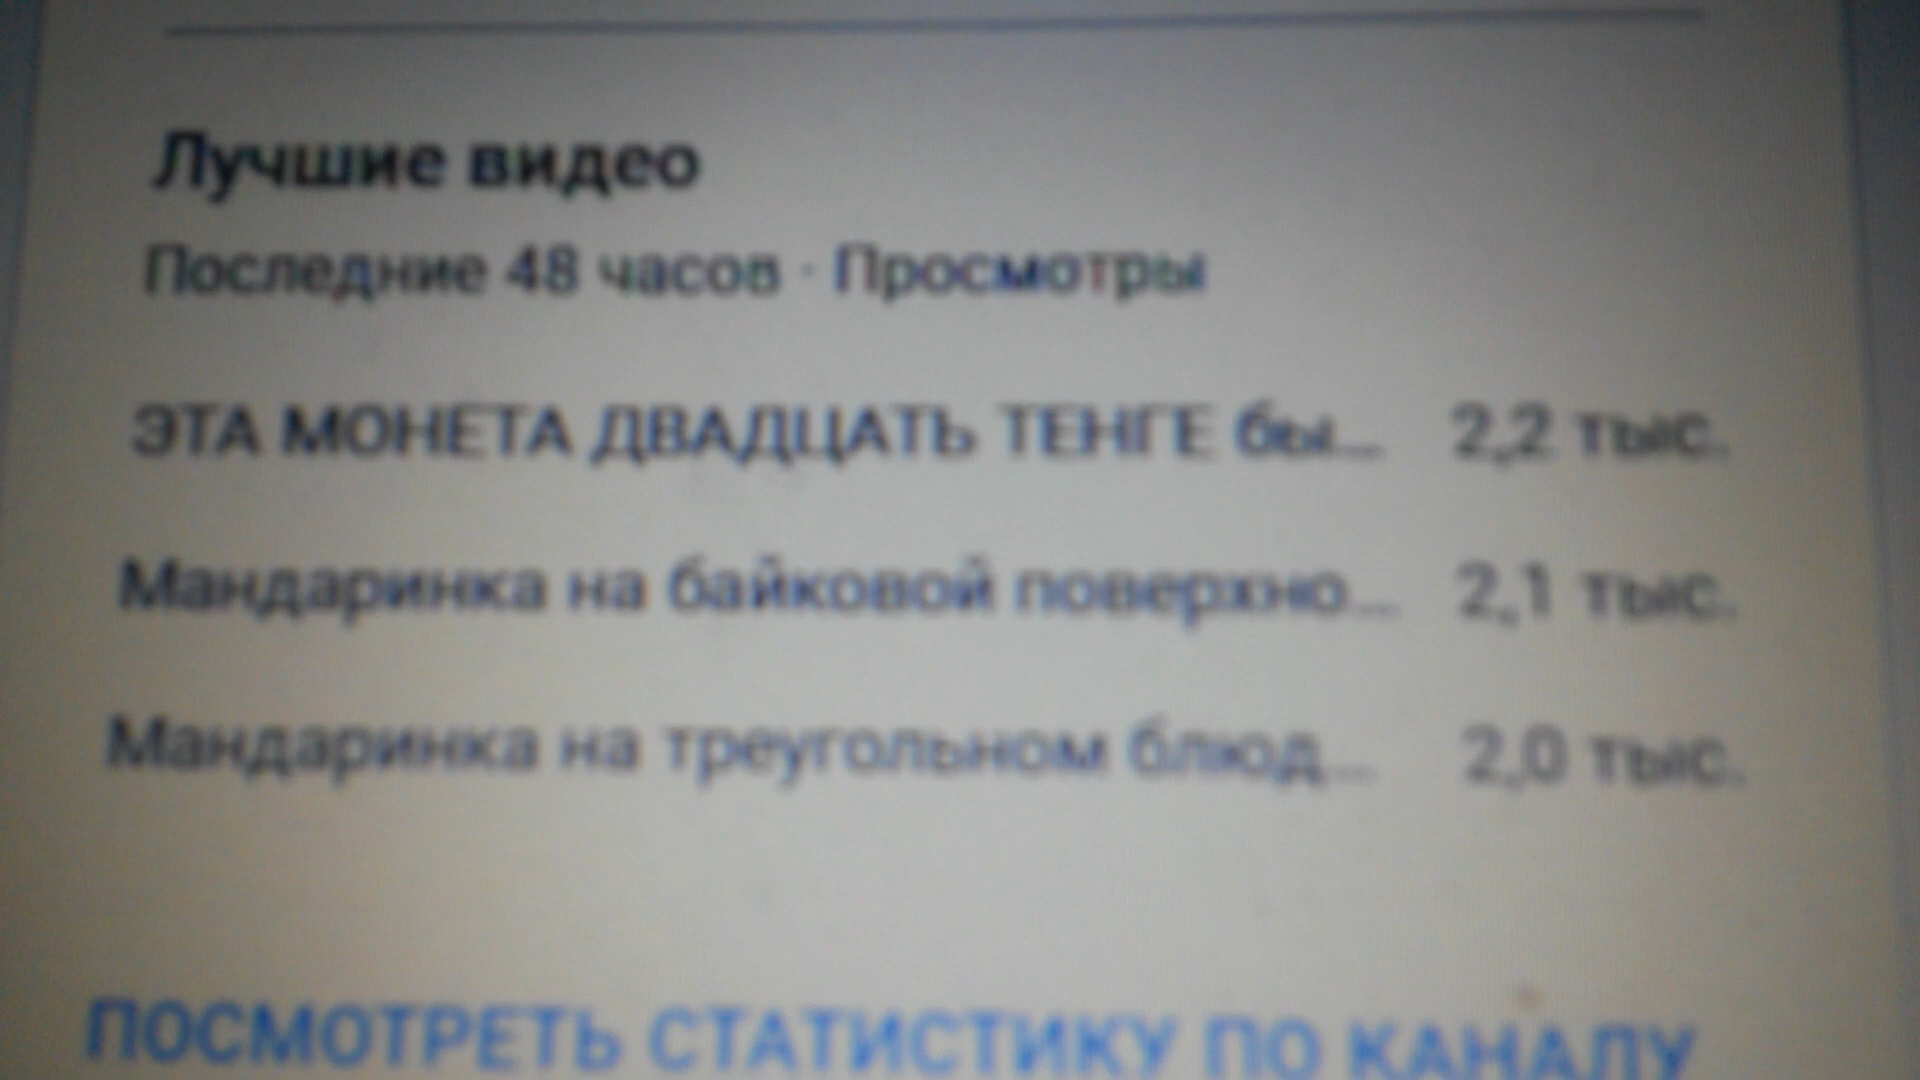 Лучшие видео
Последние 48 часов · Просмотры
ЭТА МОНЕТА ДВАДЦАТЬ ТЕНГЕ бы... 2,2 тыс.
Мандаринка на байковой поверхно... 2,1 тыс.
Мандаринка на треугольном блюд... 2,0 тыс.
ПОСМОТРЕТЬ СТАТИСТИКУ ПО КАНАЛУ